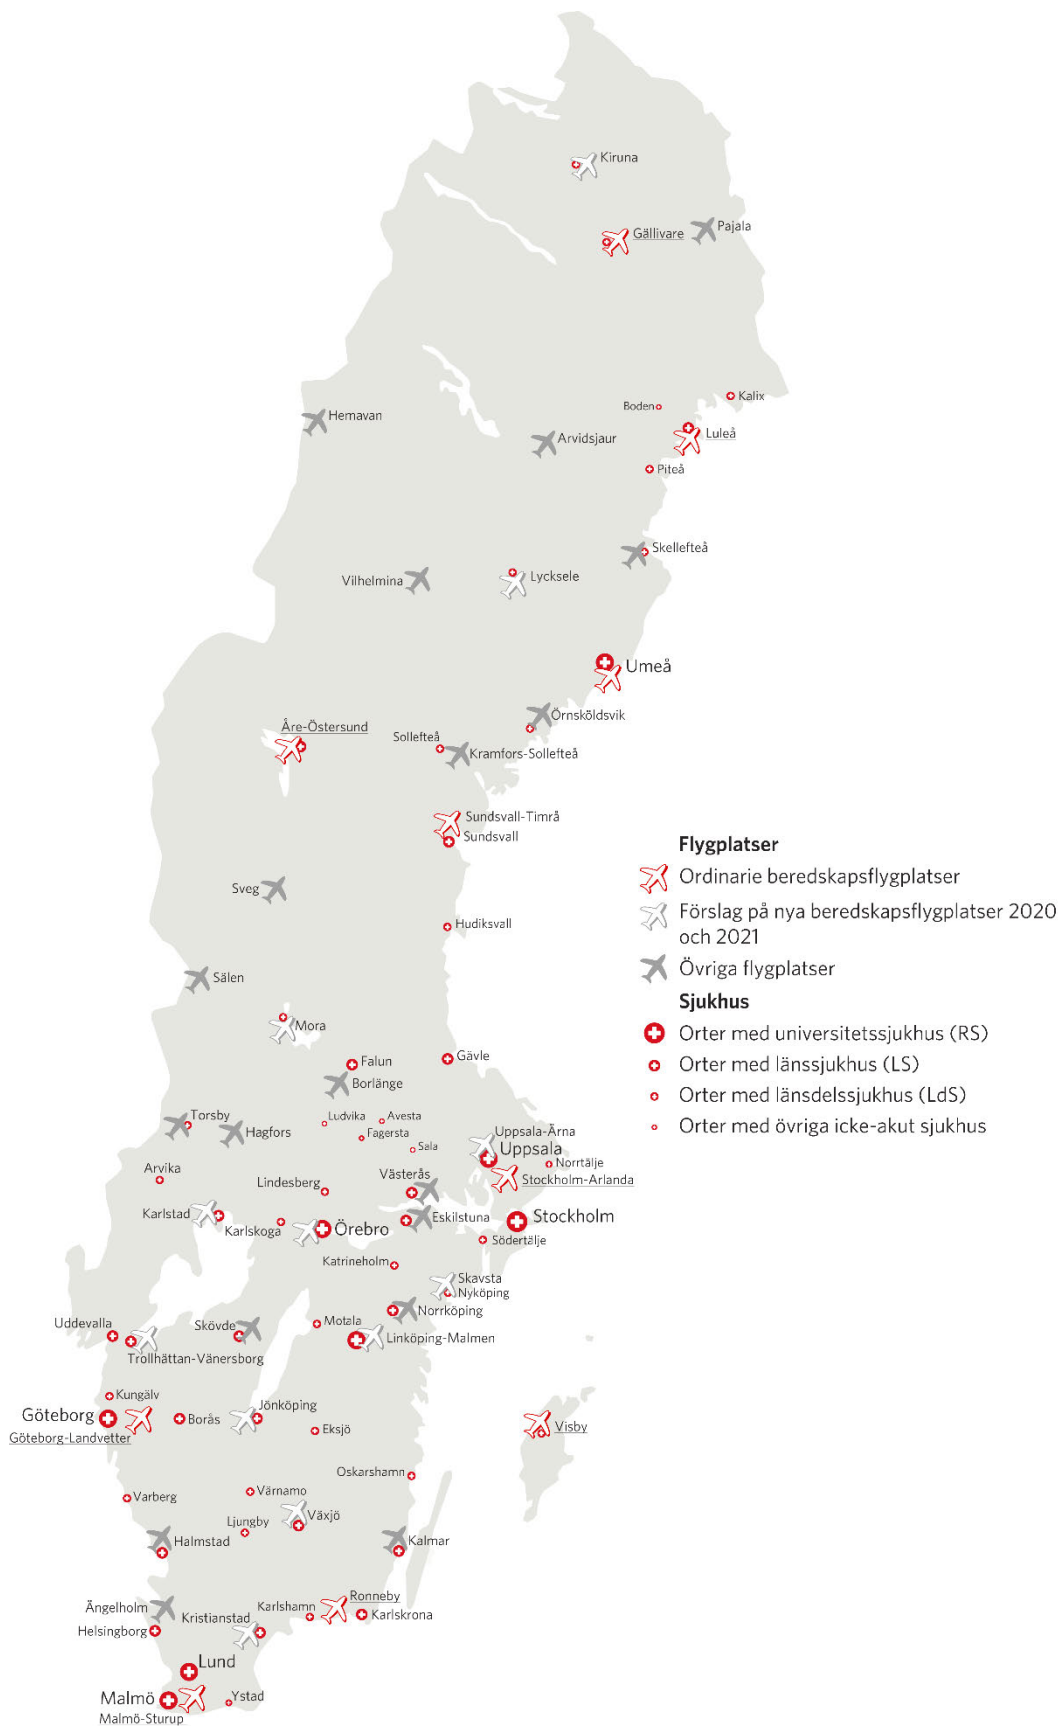 Kiruna
Pajala
Gällivare
Kalix
Boden
Hemavan
Luleå
Arvidsjaur
Piteå
Skellefteå
Lycksele
Vilhelmina
Umeå
Örnsköldsvik
Åre-Östersund
Sollefteå
Kramfors-Sollefteå
Sundsvall-Timrå
Sundsvall
Flygplatser
Ordinarie beredskapsflygplatser
Förslag på nya beredskapsflygplatser 2020
och 2021
Övriga flygplatser
Sjukhus
Orter med universitetssjukhus (RS)
Orter med länssjukhus (LS)
Orter med länsdelssjukhus (LdS)
Orter med övriga icke-akut sjukhus
Sveg
Hudiksvall
Sälen
Mora
Gävle
Falun
Borlänge
Torsby
Hagfors
Ludvika
Avesta
Fagersta
Sala
Uppsala-Ärna
Uppsala
Norrtälje
Stockholm-Arlanda
Arvika
Västerås
Lindesberg
Karlstad
Karlskoga
Örebro
Eskilstuna
Stockholm
Södertälje
Katrineholm
Skavsta
Nyköping
Norrköping
Uddevalla
Skövde
Motala
Linköping-Malmen
Trollhättan-Vänersborg
Kungälv
Göteborg
Göteborg-Landvetter
Borås
Jönköping
Eksjö
Visby
Oskarshamn
Varberg
Värnamo
Växjö
Ljungby
Halmstad
Kalmar
Ronneby
Ängelholm
Karlshamn
Karlskrona
Kristianstad
Helsingborg
Lund
Malmö
Malmö-Sturup
Ystad